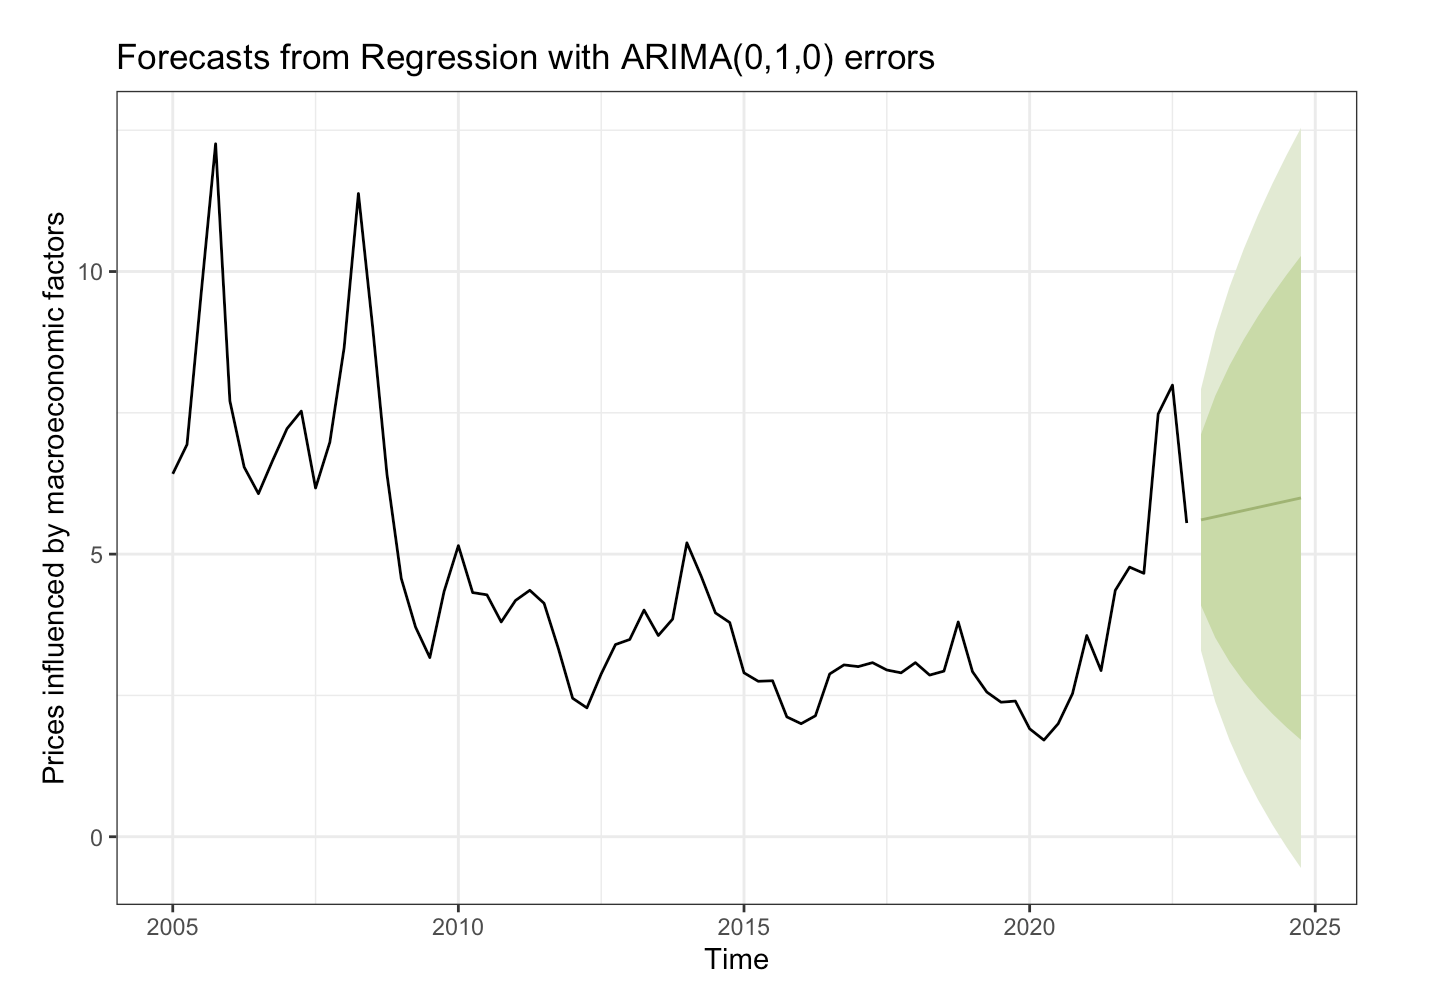 Forecasts from Regression with ARIMA(0,1,0) errors
Prices influenced by macroeconomic factors
10
5
0
2005
2010
2015
2020
2025
Time